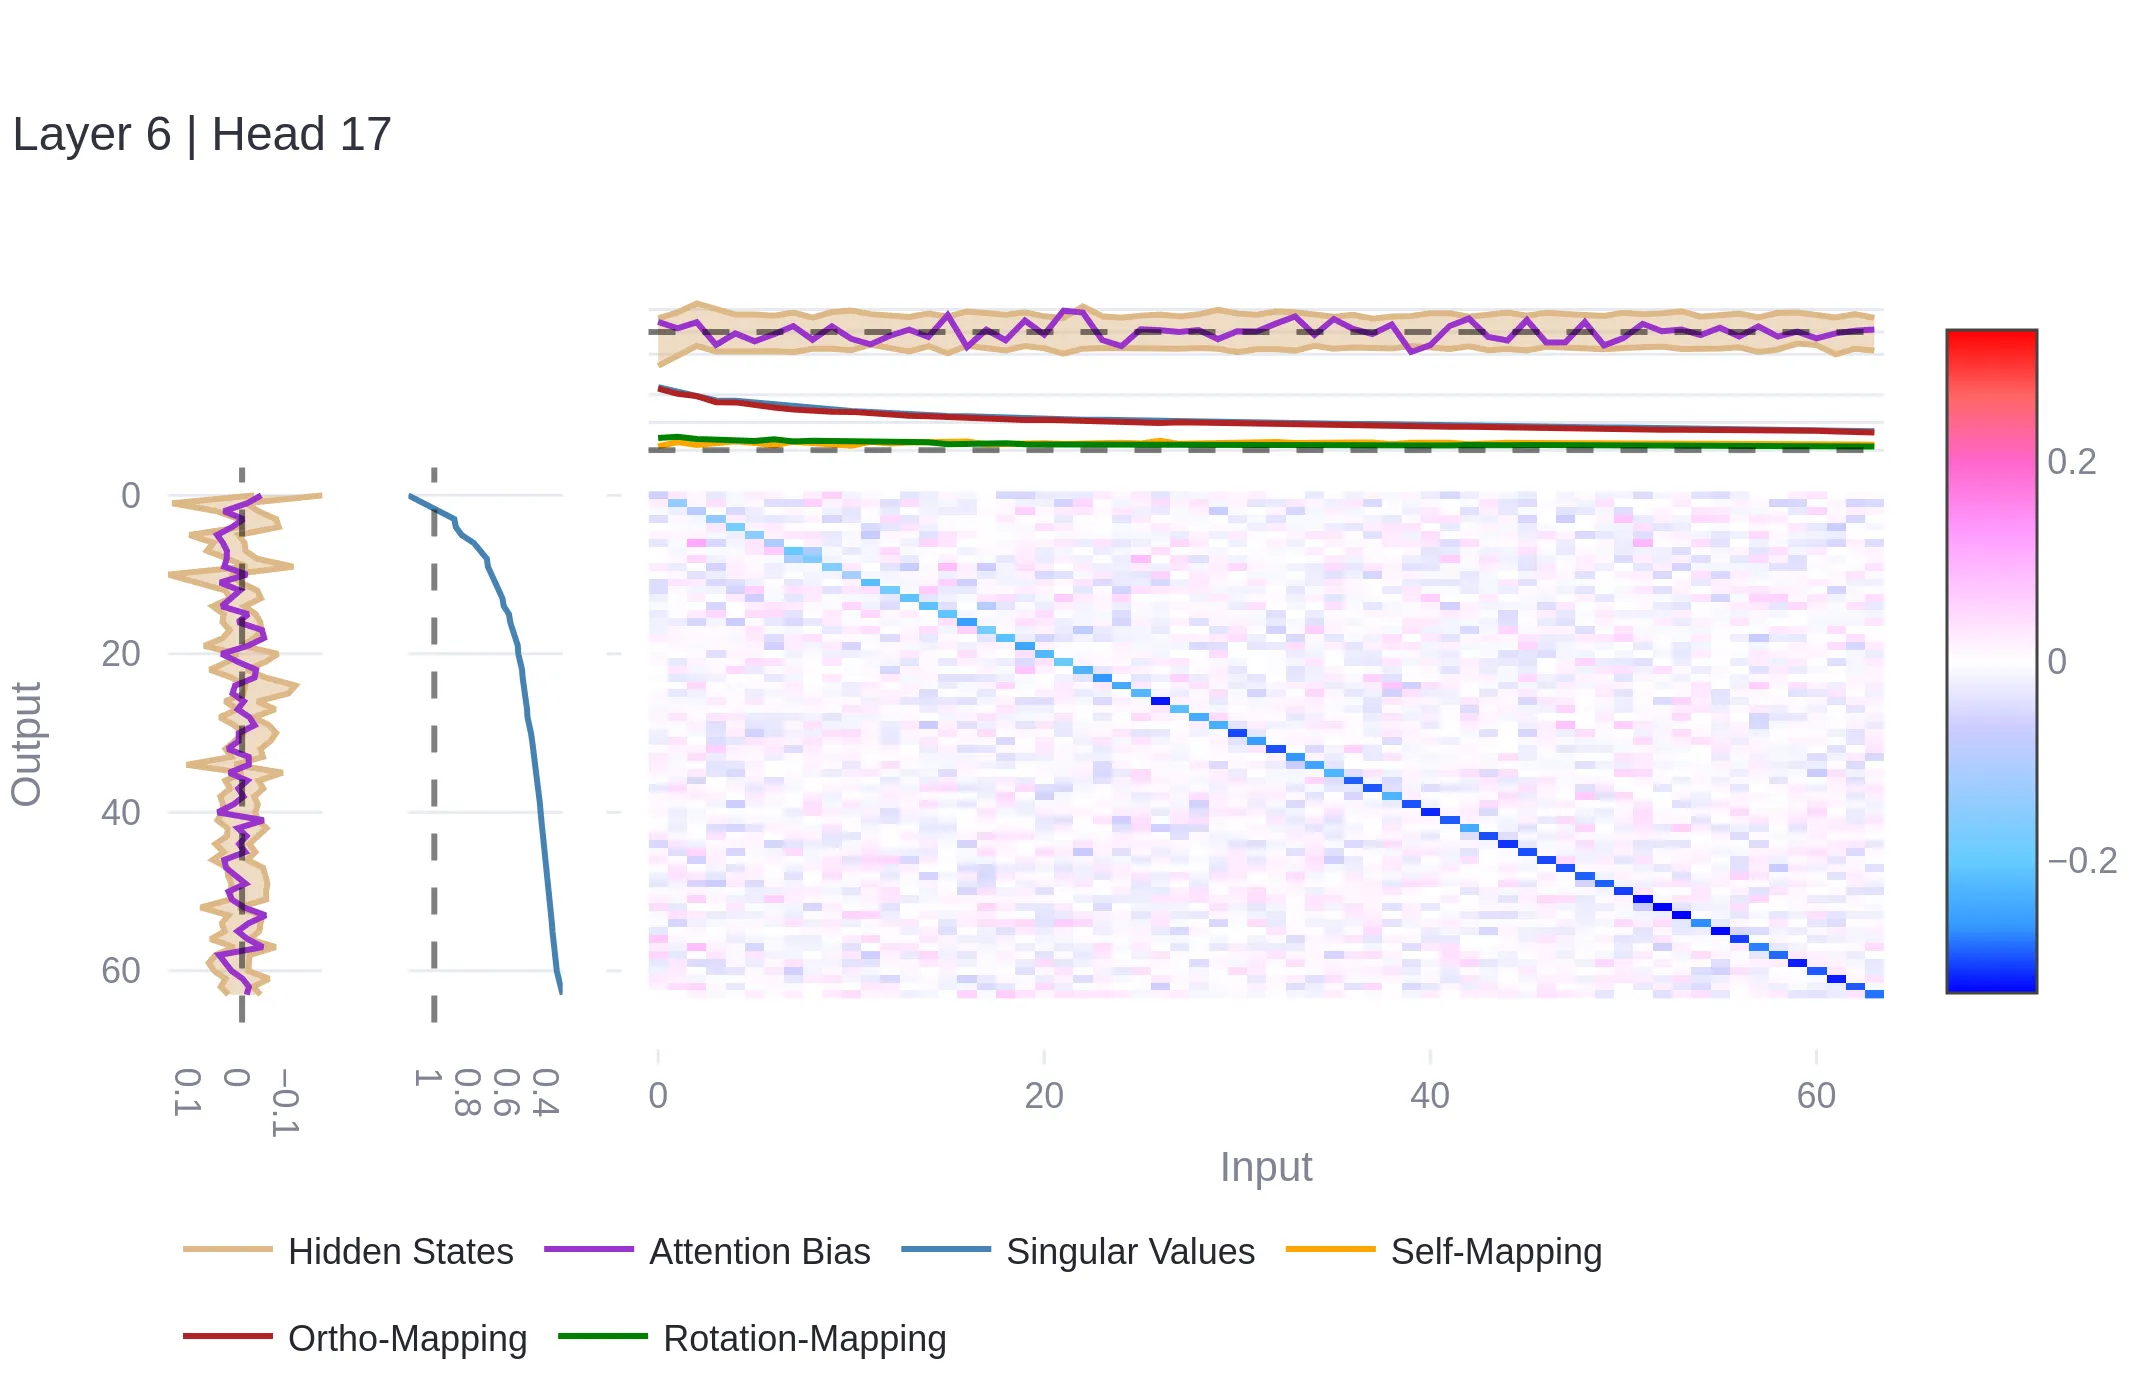 Layer 6 | Head 17
0
20
40
60
Output
0.1
0
−0.1
1
0.8
0.6
0.4
0
20
40
60
Input
0.2
0
−0.2
Hidden States
Attention Bias
Singular Values
Self-Mapping
Ortho-Mapping
Rotation-Mapping